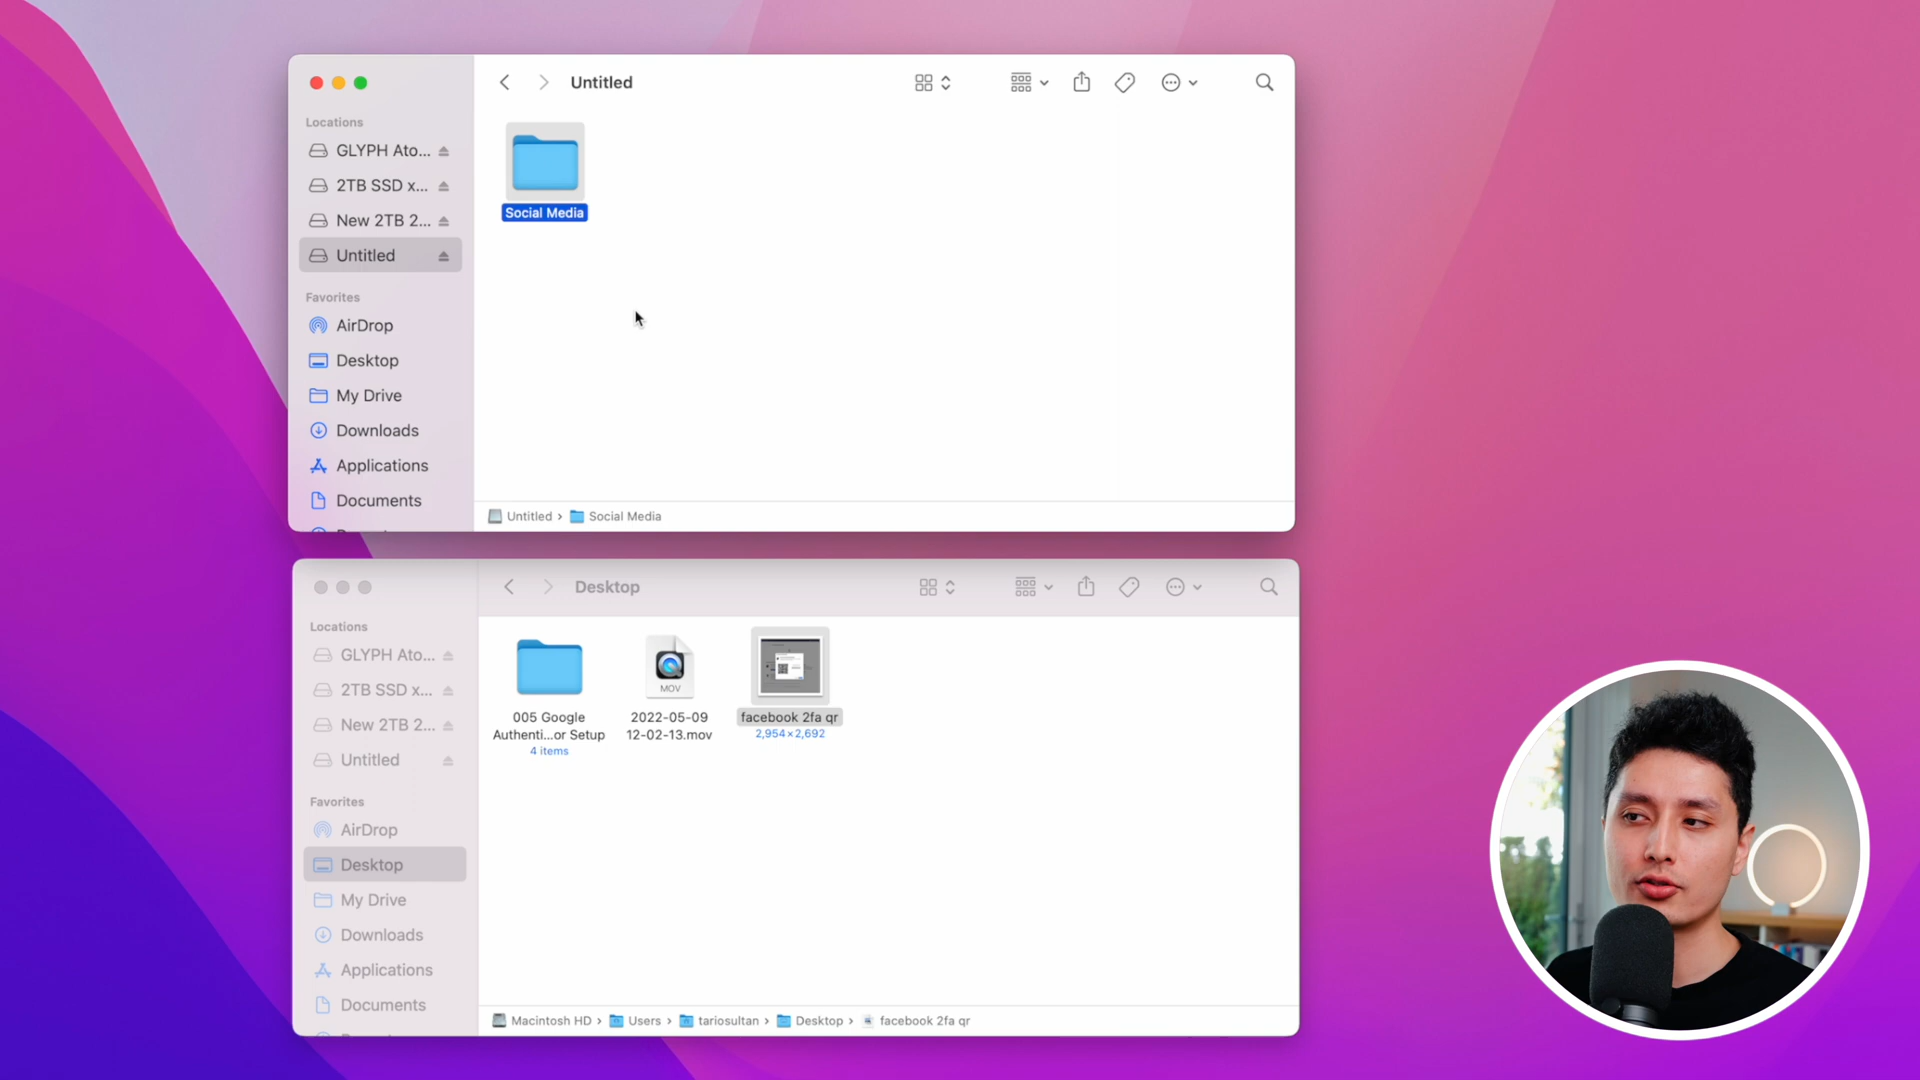 Untitled
Locations
GLYPH Ato...
2TB SSD x...
New 2TB 2...
Untitled
Favorites
AirDrop
Desktop
My Drive
Downloads
Applications
Documents
Social Media
Untitled › Social Media
Desktop
Locations
GLYPH Ato...
2TB SSD x...
New 2TB 2...
Untitled
Favorites
AirDrop
Desktop
My Drive
Downloads
Applications
Documents
005 Google
Authenti...or Setup
4 items
MOV
2022-05-09
12-02-13.mov
facebook 2fa qr
2,954×2,692
Macintosh HD › Users › tariosultan › Desktop › facebook 2fa qr